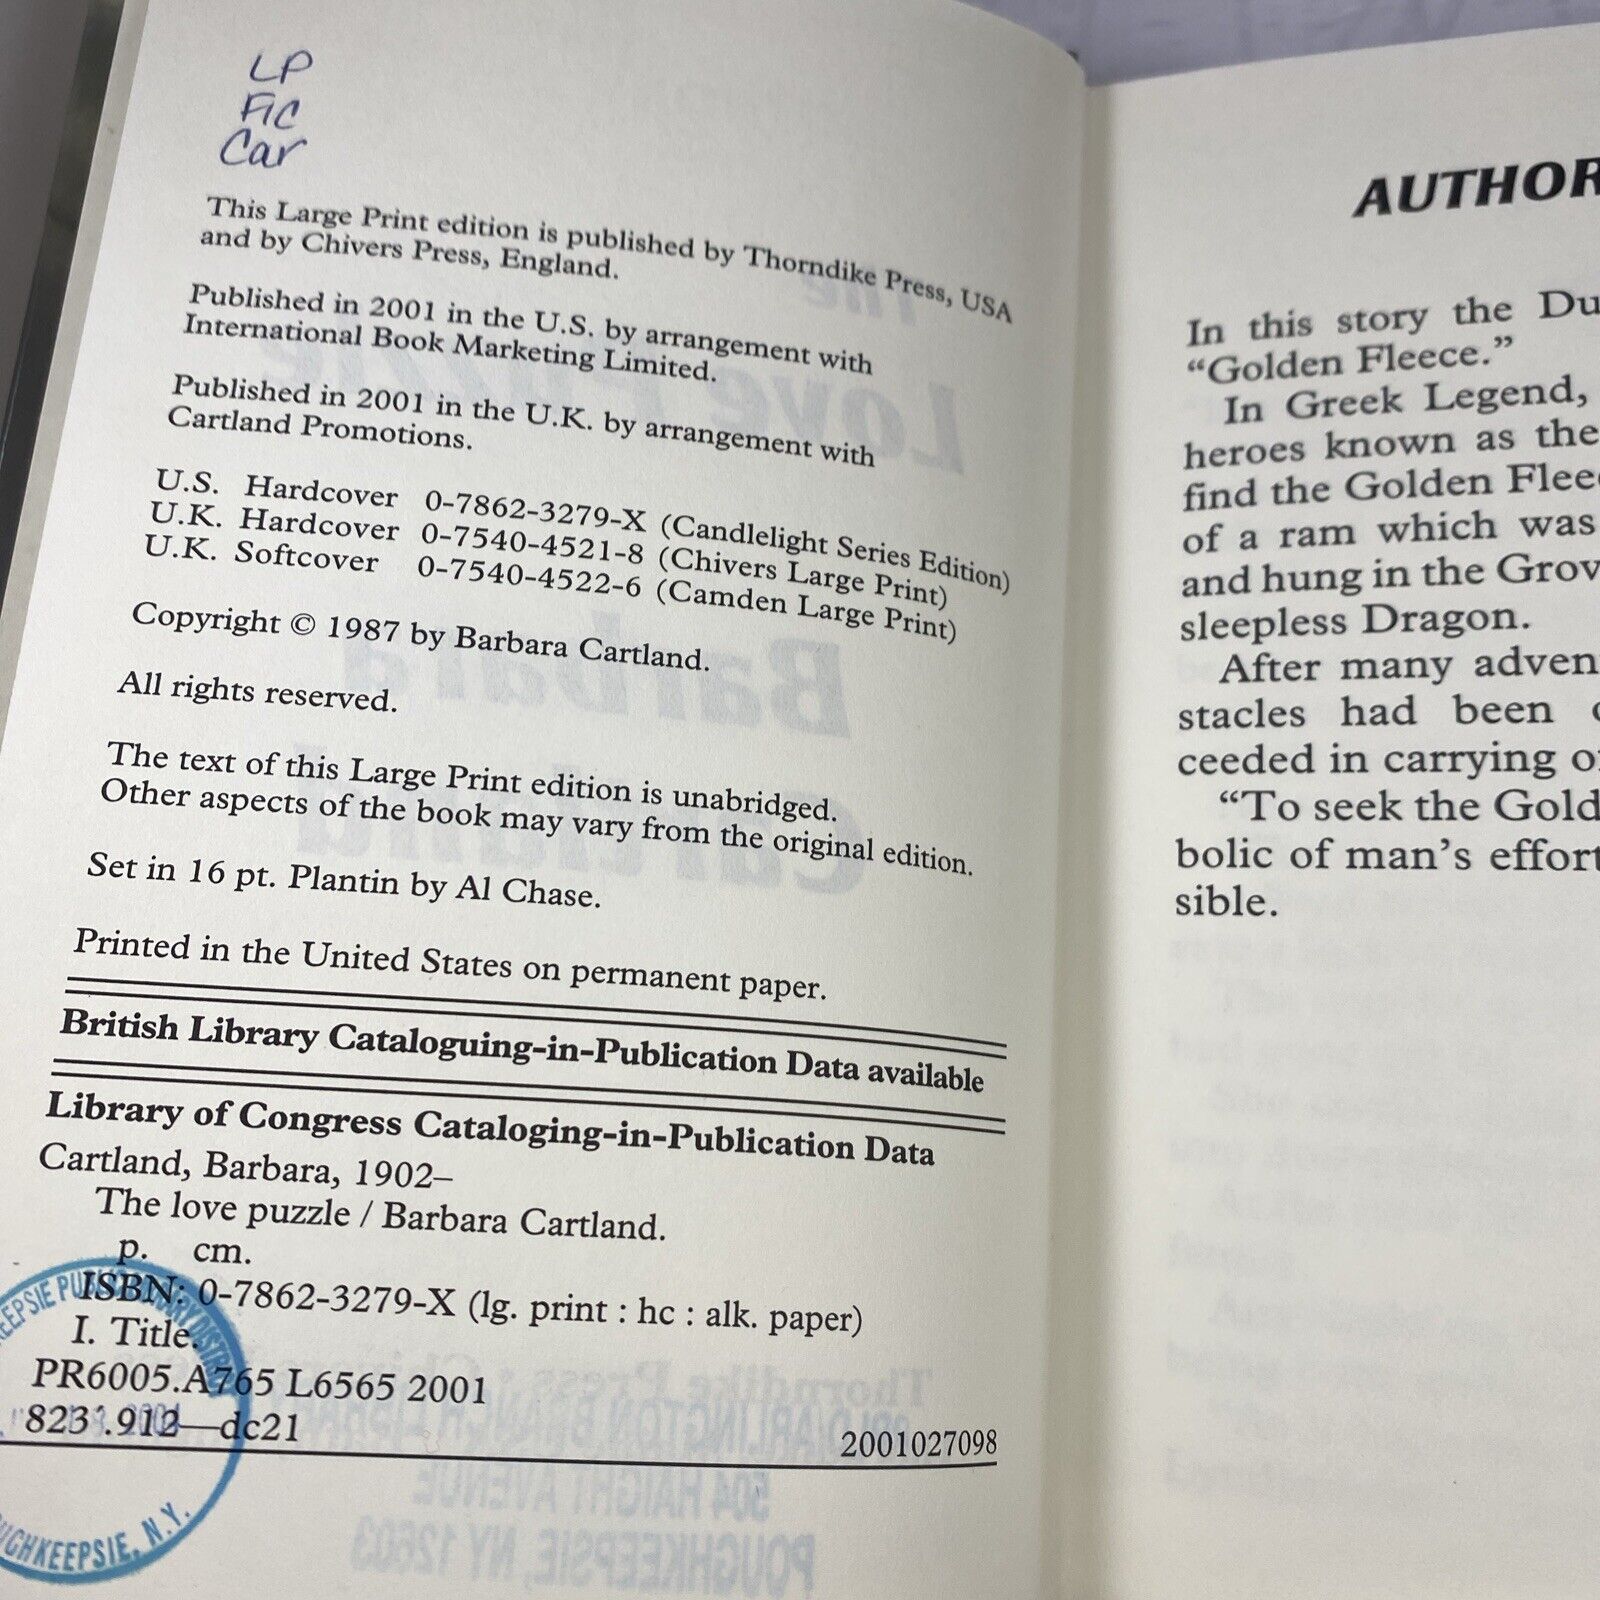 LP
Fic
Car
This Large Print edition is published by Thorndike Press, USA
and by Chivers Press, England.
Published in 2001 in the U.S. by arrangement with
International Book Marketing Limited.
Published in 2001 in the U.K. by arrangement with
Cartland Promotions.
U.S. Hardcover 0-7862-3279-X (Candlelight Series Edition)
U.K. Hardcover 0-7540-4521-8 (Chivers Large Print)
U.K. Softcover 0-7540-4522-6 (Camden Large Print)
Copyright © 1987 by Barbara Cartland.
All rights reserved.
The text of this Large Print edition is unabridged.
Other aspects of the book may vary from the original edition.
Set in 16 pt. Plantin by Al Chase.
Printed in the United States on permanent paper.
British Library Cataloguing-in-Publication Data available
Library of Congress Cataloging-in-Publication Data
Cartland, Barbara, 1902–
The love puzzle / Barbara Cartland.
p. cm.
ISBN: 0-7862-3279-X (lg. print : hc : alk. paper)
I. Title.
PR6005.A765 L6565 2001
823′.912—dc21
2001027098
EEPSIE PUBLIC LIBRARY DISTRICT
UGHKEEPSIE, N.Y.
AUTHOR
In this story the Du
“Golden Fleece.”
In Greek Legend,
heroes known as the
find the Golden Fleec
of a ram which was
and hung in the Grov
sleepless Dragon.
After many adven
stacles had been
ceeded in carrying o
“To seek the Gold
bolic of man’s effort
sible.